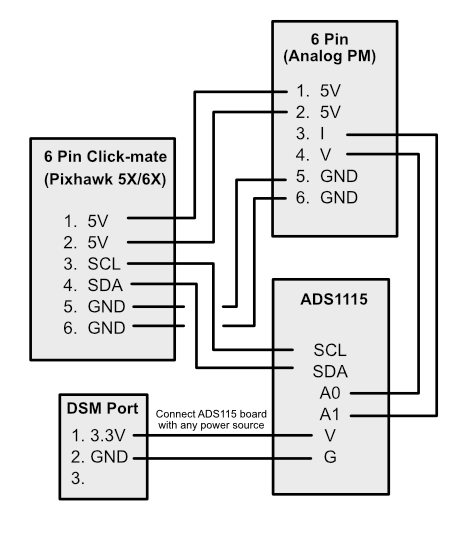 6 Pin
(Analog PM)
1. 5V
2. 5V
3. I
4. V
5. GND
6. GND
6 Pin Click-mate
(Pixhawk 5X/6X)
1. 5V
2. 5V
3. SCL
4. SDA
5. GND
6. GND
ADS1115
SCL
SDA
A0
A1
V
G
DSM Port
1. 3.3V
2. GND
3.
Connect ADS115 board
with any power source